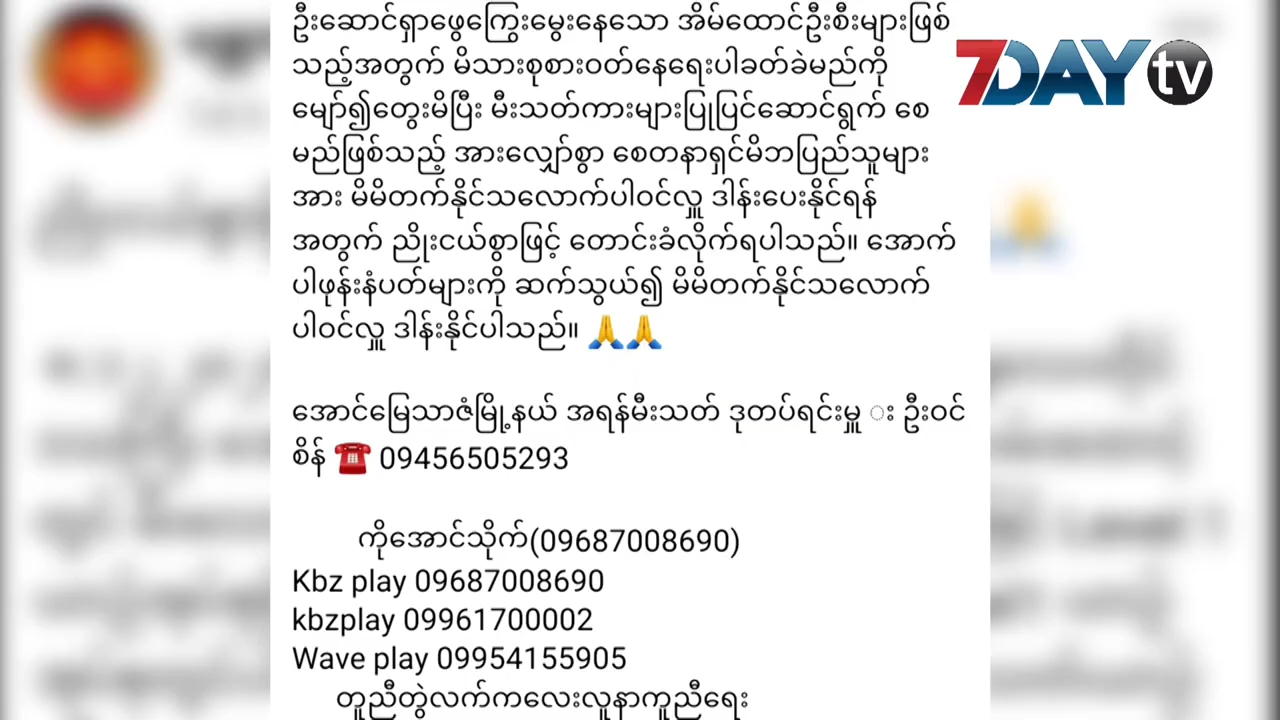 ဦးဆောင်ရှာဖွေကြွေးမွေးနေသော အိမ်ထောင်ဦးစီးများဖြစ်
သည့်အတွက် မိသားစုစားဝတ်နေရေးပါခတ်ခဲမည်ကို
မျော်၍တွေးမိပြီး မီးသတ်ကားများပြုပြင်ဆောင်ရွက် စေ
မည်ဖြစ်သည့် အားလျှော်စွာ စေတနာရှင်မိဘပြည်သူများ
အား မိမိတက်နိုင်သလောက်ပါဝင်လှူ ဒါန်းပေးနိုင်ရန်
အတွက် ညိုးငယ်စွာဖြင့် တောင်းခံလိုက်ရပါသည်။ အောက်
ပါဖုန်းနံပတ်များကို ဆက်သွယ်၍ မိမိတက်နိုင်သလောက်
ပါဝင်လှူ ဒါန်းနိုင်ပါသည်။ 🙏🙏
7DAY tv
အောင်မြေသာဇံမြို့နယ် အရန်မီးသတ် ဒုတပ်ရင်းမှူ း ဦးဝင်
စိန် ☎️ 09456505293
ကိုအောင်သိုက်(09687008690)
Kbz play 09687008690
kbzplay 09961700002
Wave play 09954155905
တူညီတွဲလက်ကလေးလူနာကူညီရေး